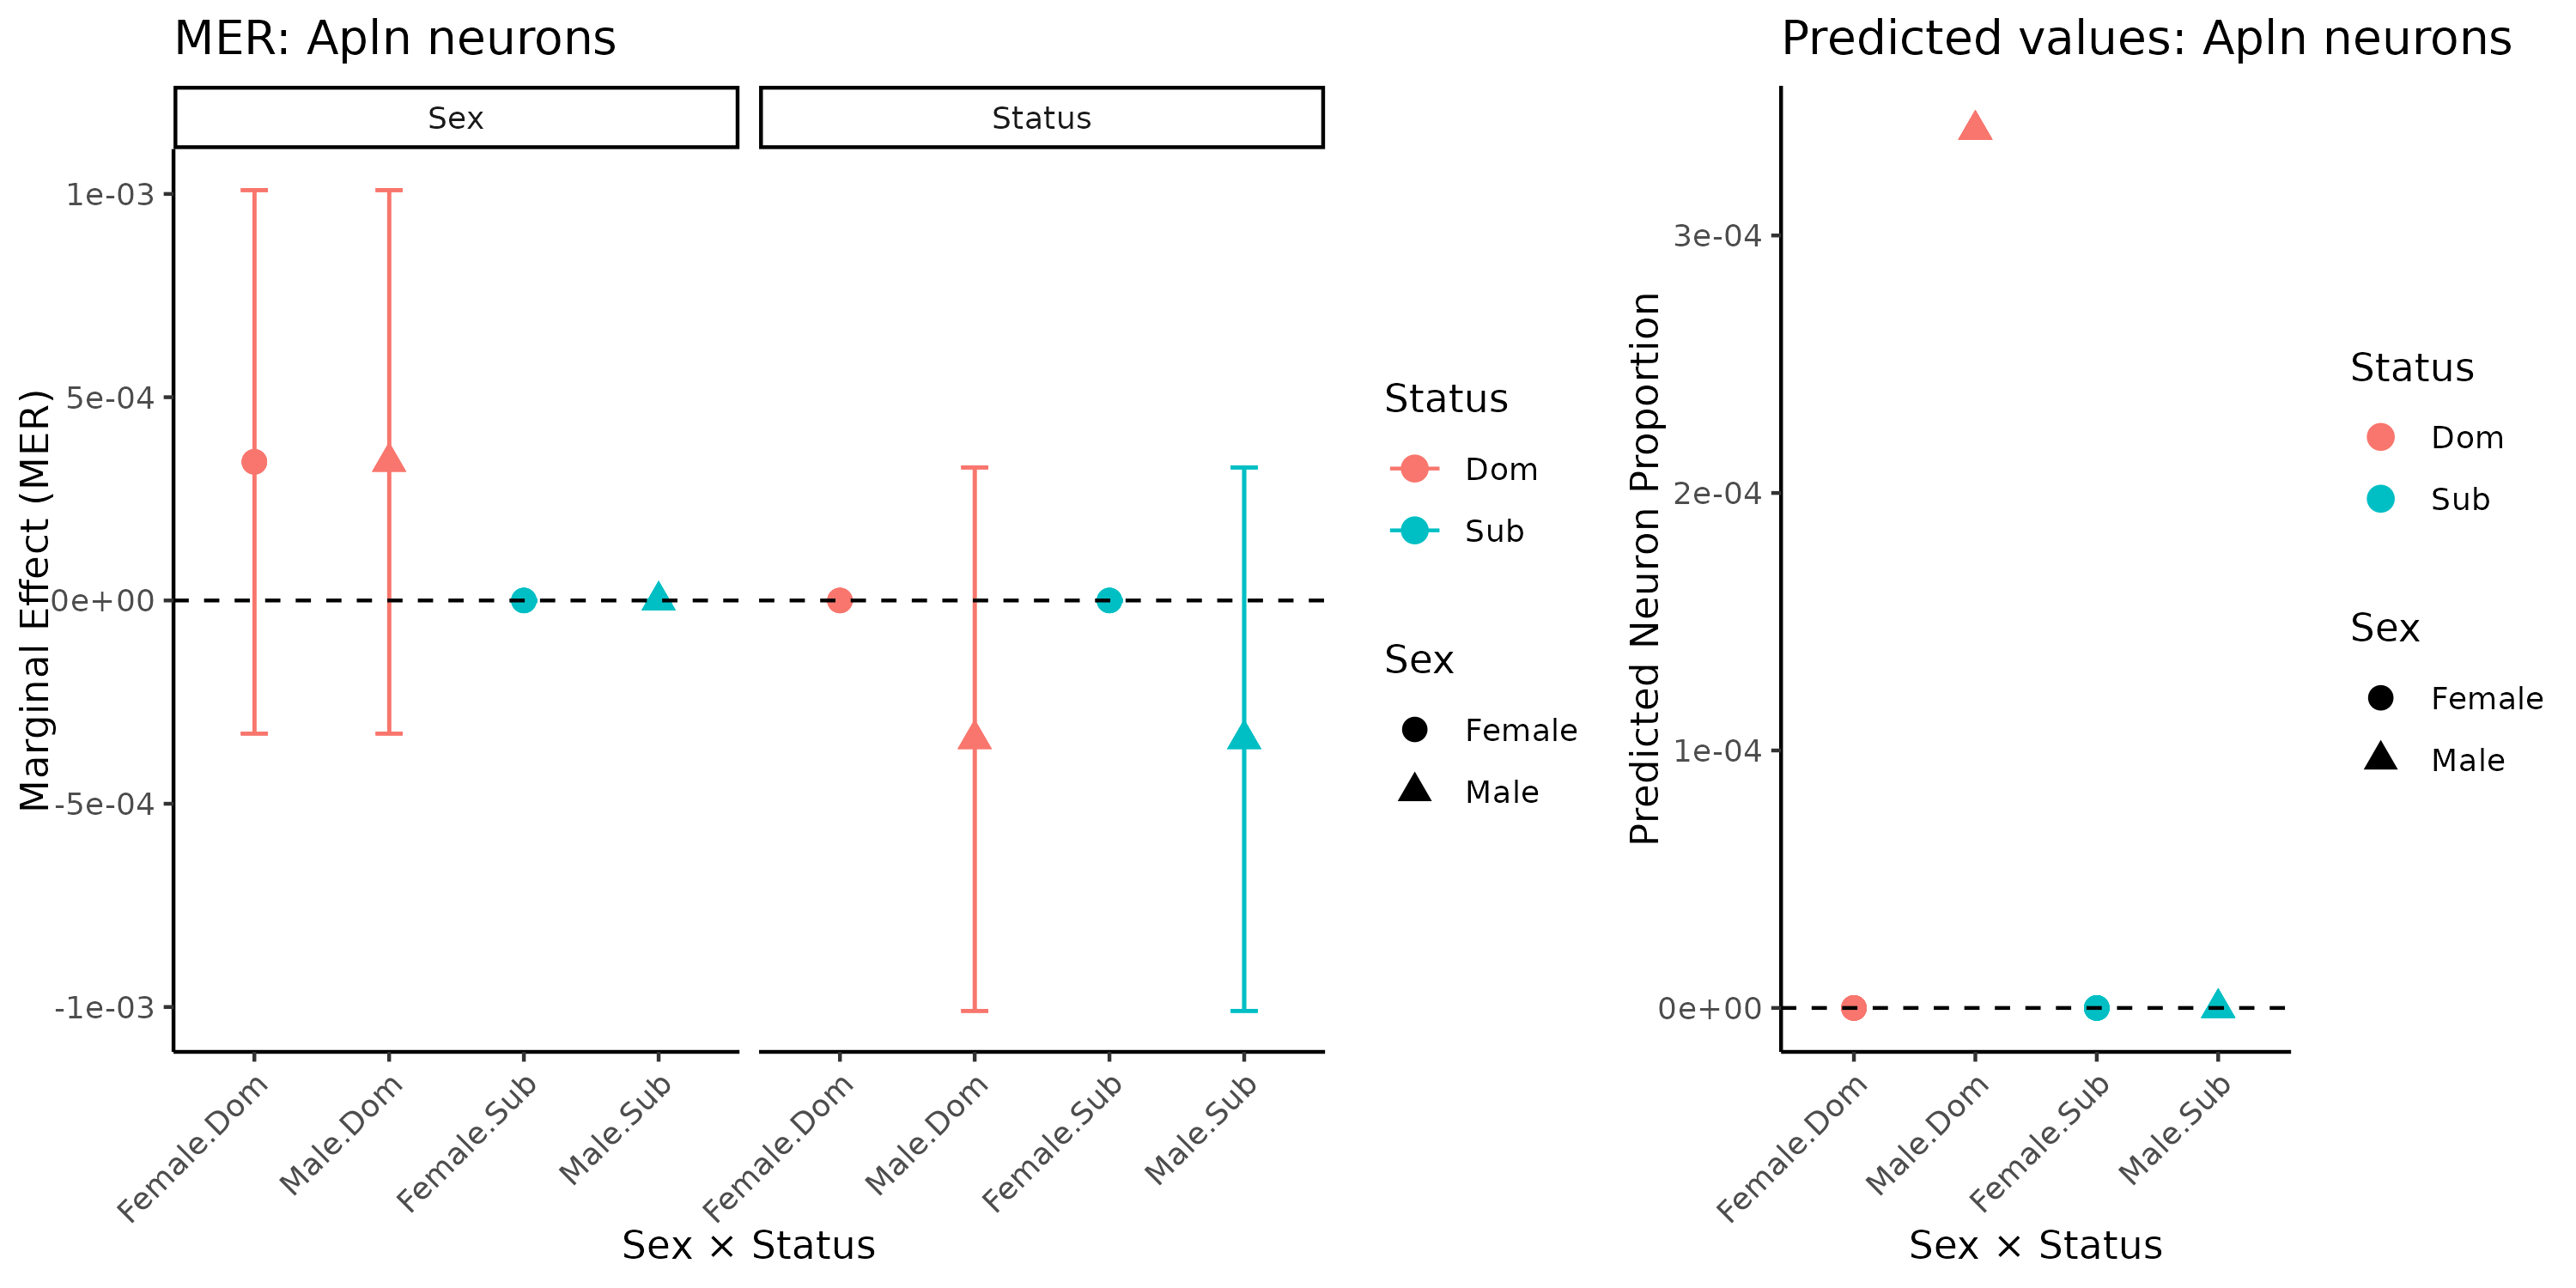 MER: Apln neurons
Sex
Status
Marginal Effect (MER)
1e-03
5e-04
0e+00
-5e-04
-1e-03
Female.Dom
Male.Dom
Female.Sub
Male.Sub
Female.Dom
Male.Dom
Female.Sub
Male.Sub
Sex × Status
Status
Dom
Sub
Sex
Female
Male
Predicted values: Apln neurons
Predicted Neuron Proportion
3e-04
2e-04
1e-04
0e+00
Female.Dom
Male.Dom
Female.Sub
Male.Sub
Sex × Status
Status
Dom
Sub
Sex
Female
Male